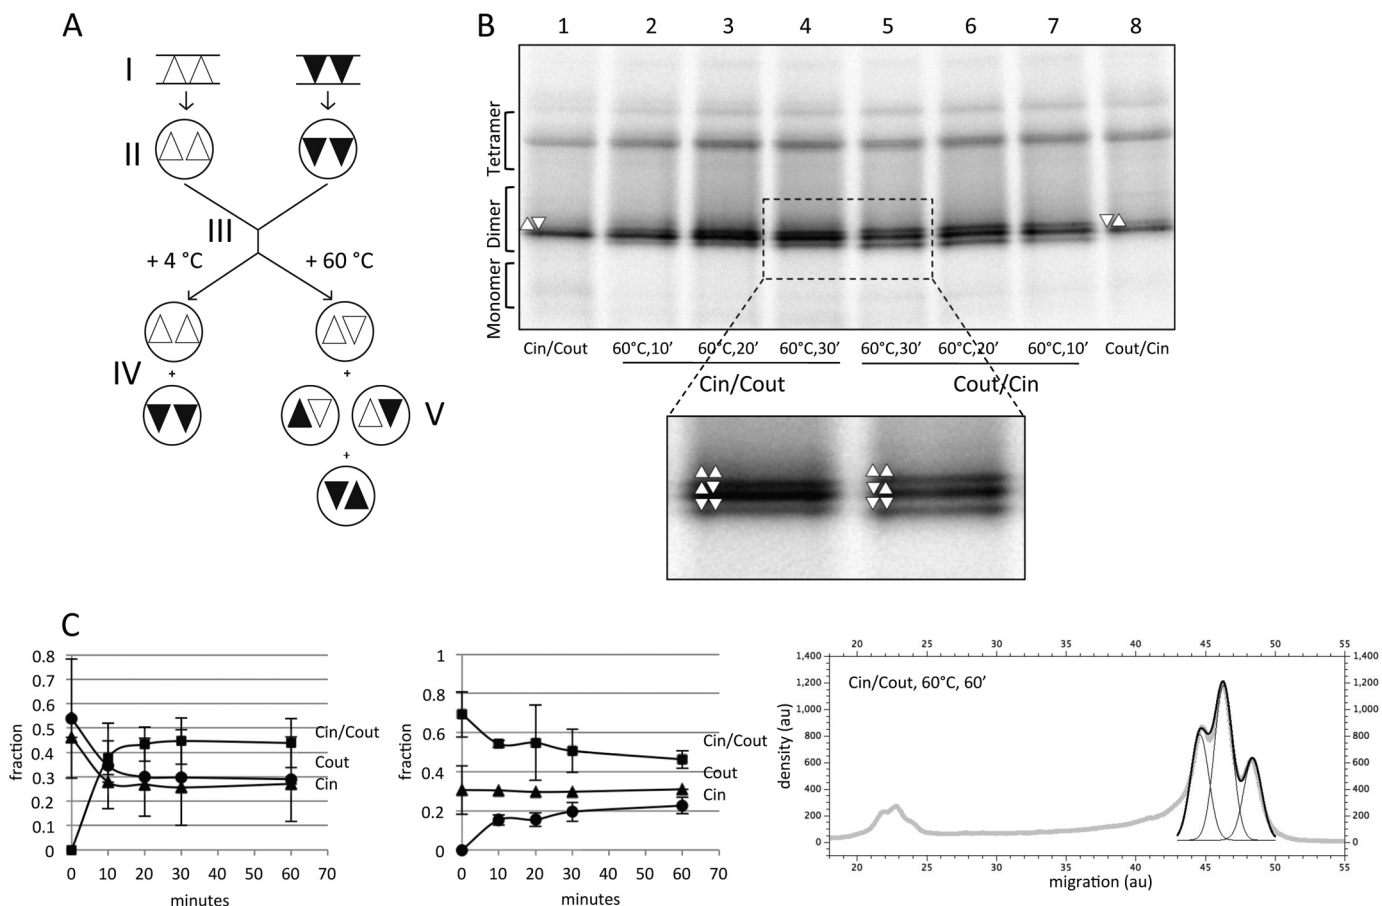 A
I
II
III
+ 4 °C
+ 60 °C
IV
+
+
+
V
B
1 2 3 4 5 6 7 8
Tetramer
Dimer
Monomer
Cin/Cout 60°C,10’ 60°C,20’ 60°C,30’ 60°C,30’ 60°C,20’ 60°C,10’ Cout/Cin
Cin/Cout Cout/Cin
C
fraction
0.8
0.7
0.6
0.5
0.4
0.3
0.2
0.1
0
0 10 20 30 40 50 60 70
minutes
Cin/Cout
Cout
Cin
fraction
1
0.8
0.6
0.4
0.2
0
0 10 20 30 40 50 60 70
minutes
Cin/Cout
Cout
Cin
20 25 30 35 40 45 50 55
Cin/Cout, 60°C, 60’
density (au)
1,400 1,400
1,200 1,200
1,000 1,000
800 800
600 600
400 400
200 200
0 0
20 25 30 35 40 45 50 55
migration (au)